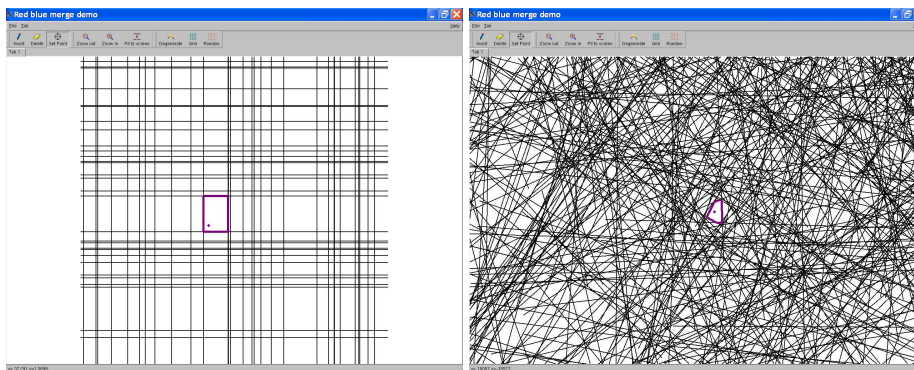 Red blue merge demo
File Ink Help
Insert Delete Set Point Zoom out Zoom in Fit to screen Degenerate Grid Random
Tab 1
Red blue merge demo
File Ink
Insert Delete Set Point Zoom out Zoom in Fit to screen Degenerate Grid Random
Tab 1